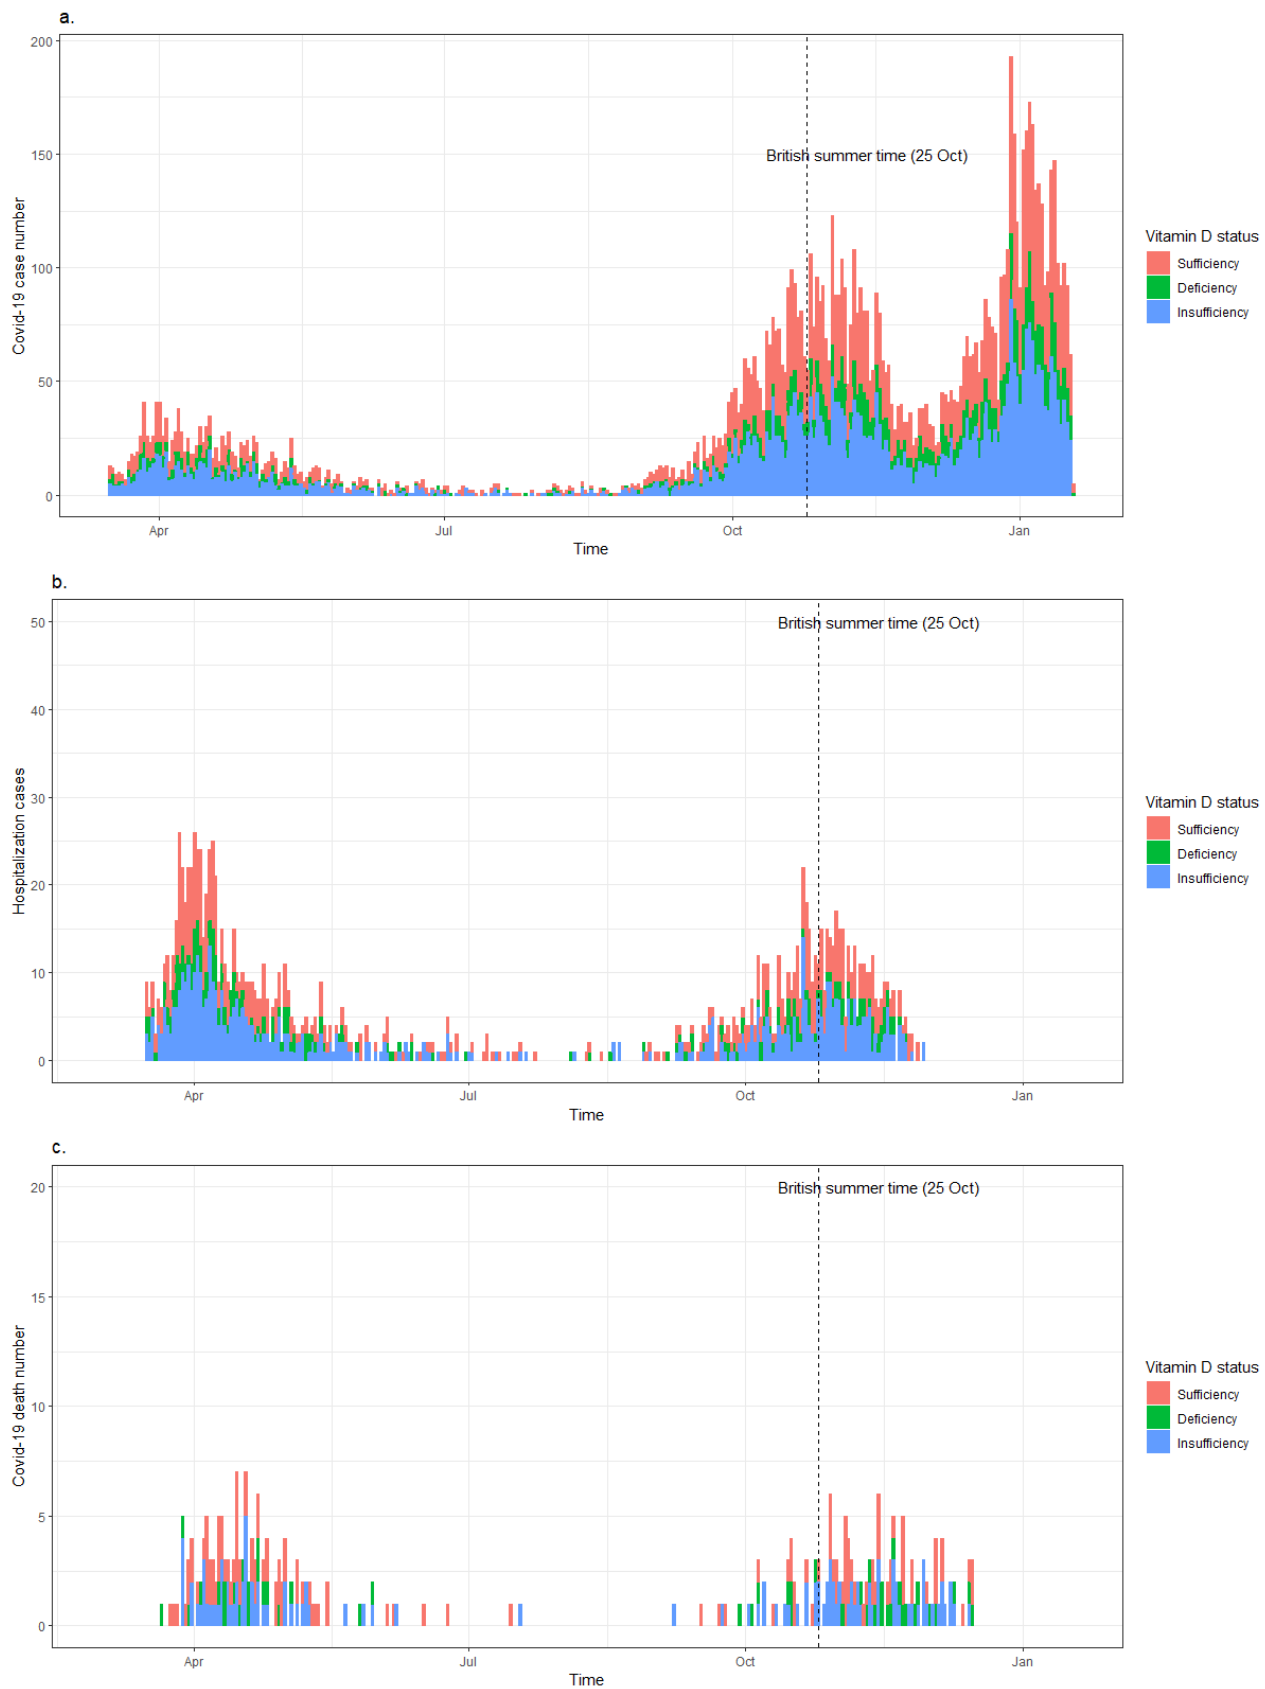 a.
200
150
100
50
0
Covid-19 case number
British summer time (25 Oct)
Apr
Jul
Oct
Jan
Time
Vitamin D status
Sufficiency
Deficiency
Insufficiency
b.
50
40
30
20
10
0
Hospitalization cases
British summer time (25 Oct)
Apr
Jul
Oct
Jan
Time
Vitamin D status
Sufficiency
Deficiency
Insufficiency
c.
20
15
10
5
0
Covid-19 death number
British summer time (25 Oct)
Apr
Jul
Oct
Jan
Time
Vitamin D status
Sufficiency
Deficiency
Insufficiency